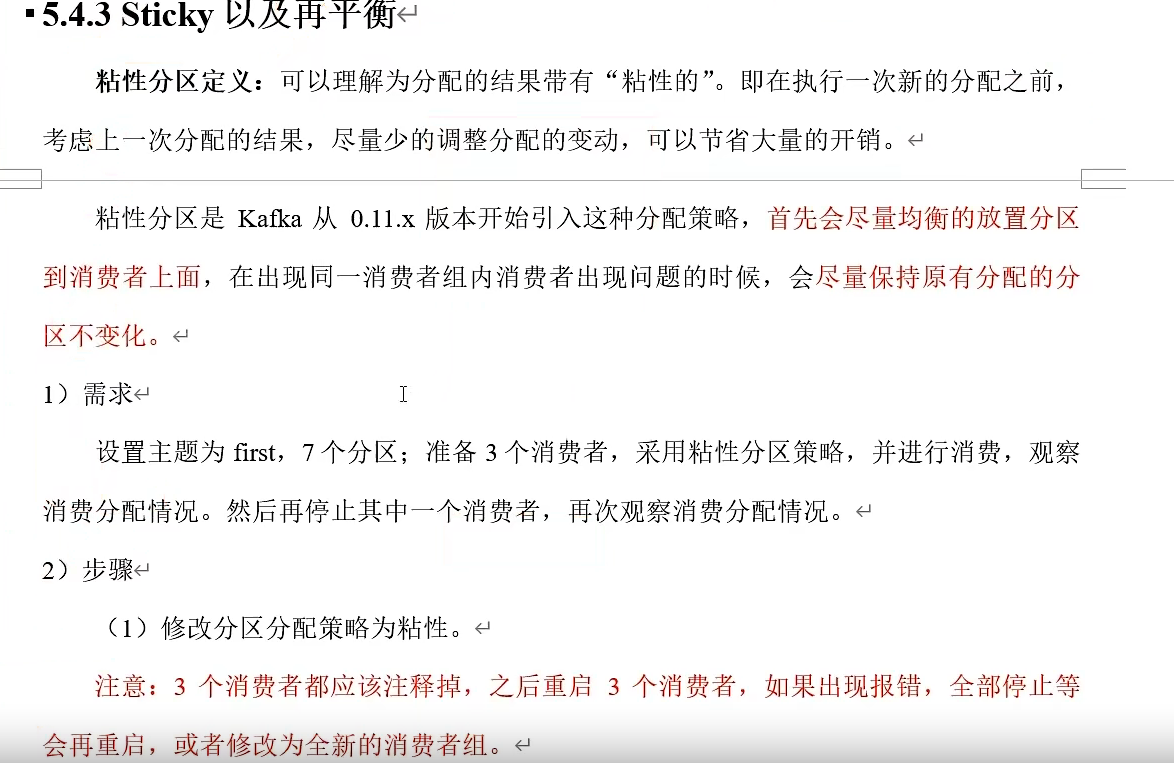 5.4.3 Sticky 以及再平衡
粘性分区定义：可以理解为分配的结果带有“粘性的”。即在执行一次新的分配之前，
考虑上一次分配的结果，尽量少的调整分配的变动，可以节省大量的开销。
粘性分区是 Kafka 从 0.11.x 版本开始引入这种分配策略，首先会尽量均衡的放置分区
到消费者上面，在出现同一消费者组内消费者出现问题的时候，会尽量保持原有分配的分
区不变化。
1）需求
设置主题为 first，7 个分区；准备 3 个消费者，采用粘性分区策略，并进行消费，观察
消费分配情况。然后再停止其中一个消费者，再次观察消费分配情况。
2）步骤
（1）修改分区分配策略为粘性。
注意：3 个消费者都应该注释掉，之后重启 3 个消费者，如果出现报错，全部停止等
会再重启，或者修改为全新的消费者组。